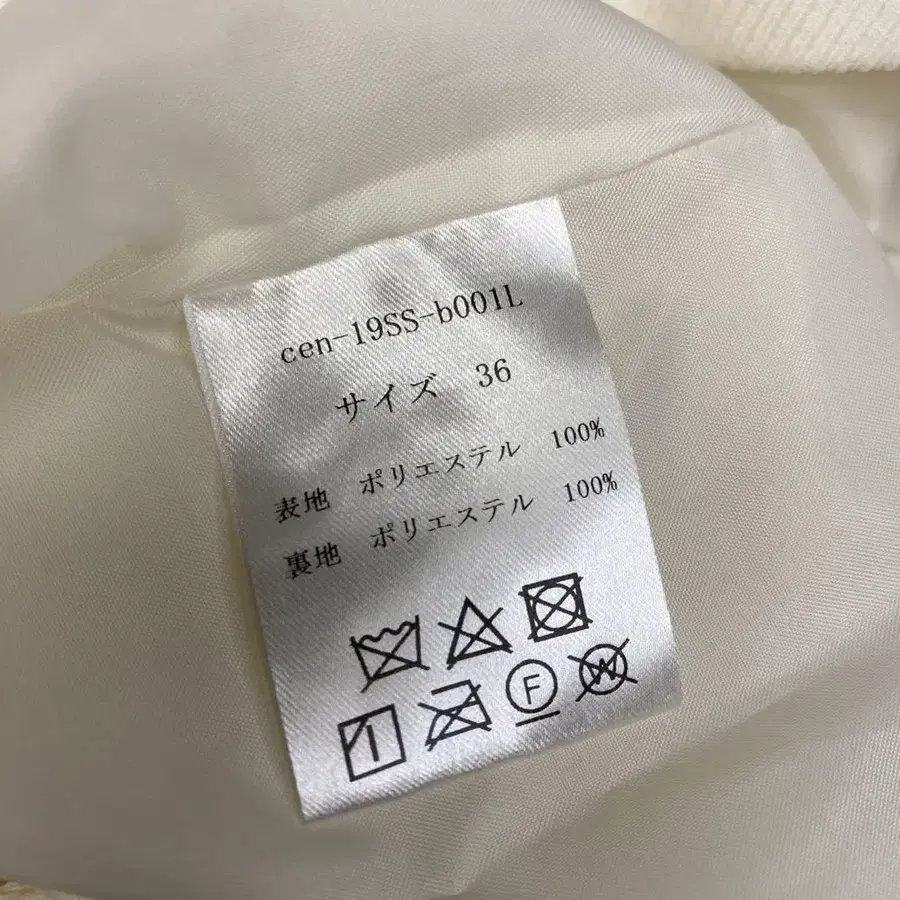 cen-19SS-b001L
サイズ 36
表地 ポリエステル 100%
裏地 ポリエステル 100%
F W